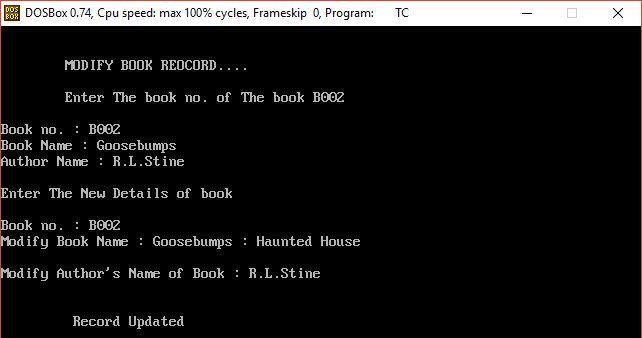 DOSBox 0.74, Cpu speed: max 100% cycles, Frameskip 0, Program: TC
MODIFY BOOK REOCORD....
Enter The book no. of The book B002
Book no. : B002
Book Name : Goosebumps
Author Name : R.L.Stine
Enter The New Details of book
Book no. : B002
Modify Book Name : Goosebumps : Haunted House
Modify Author's Name of Book : R.L.Stine
Record Updated